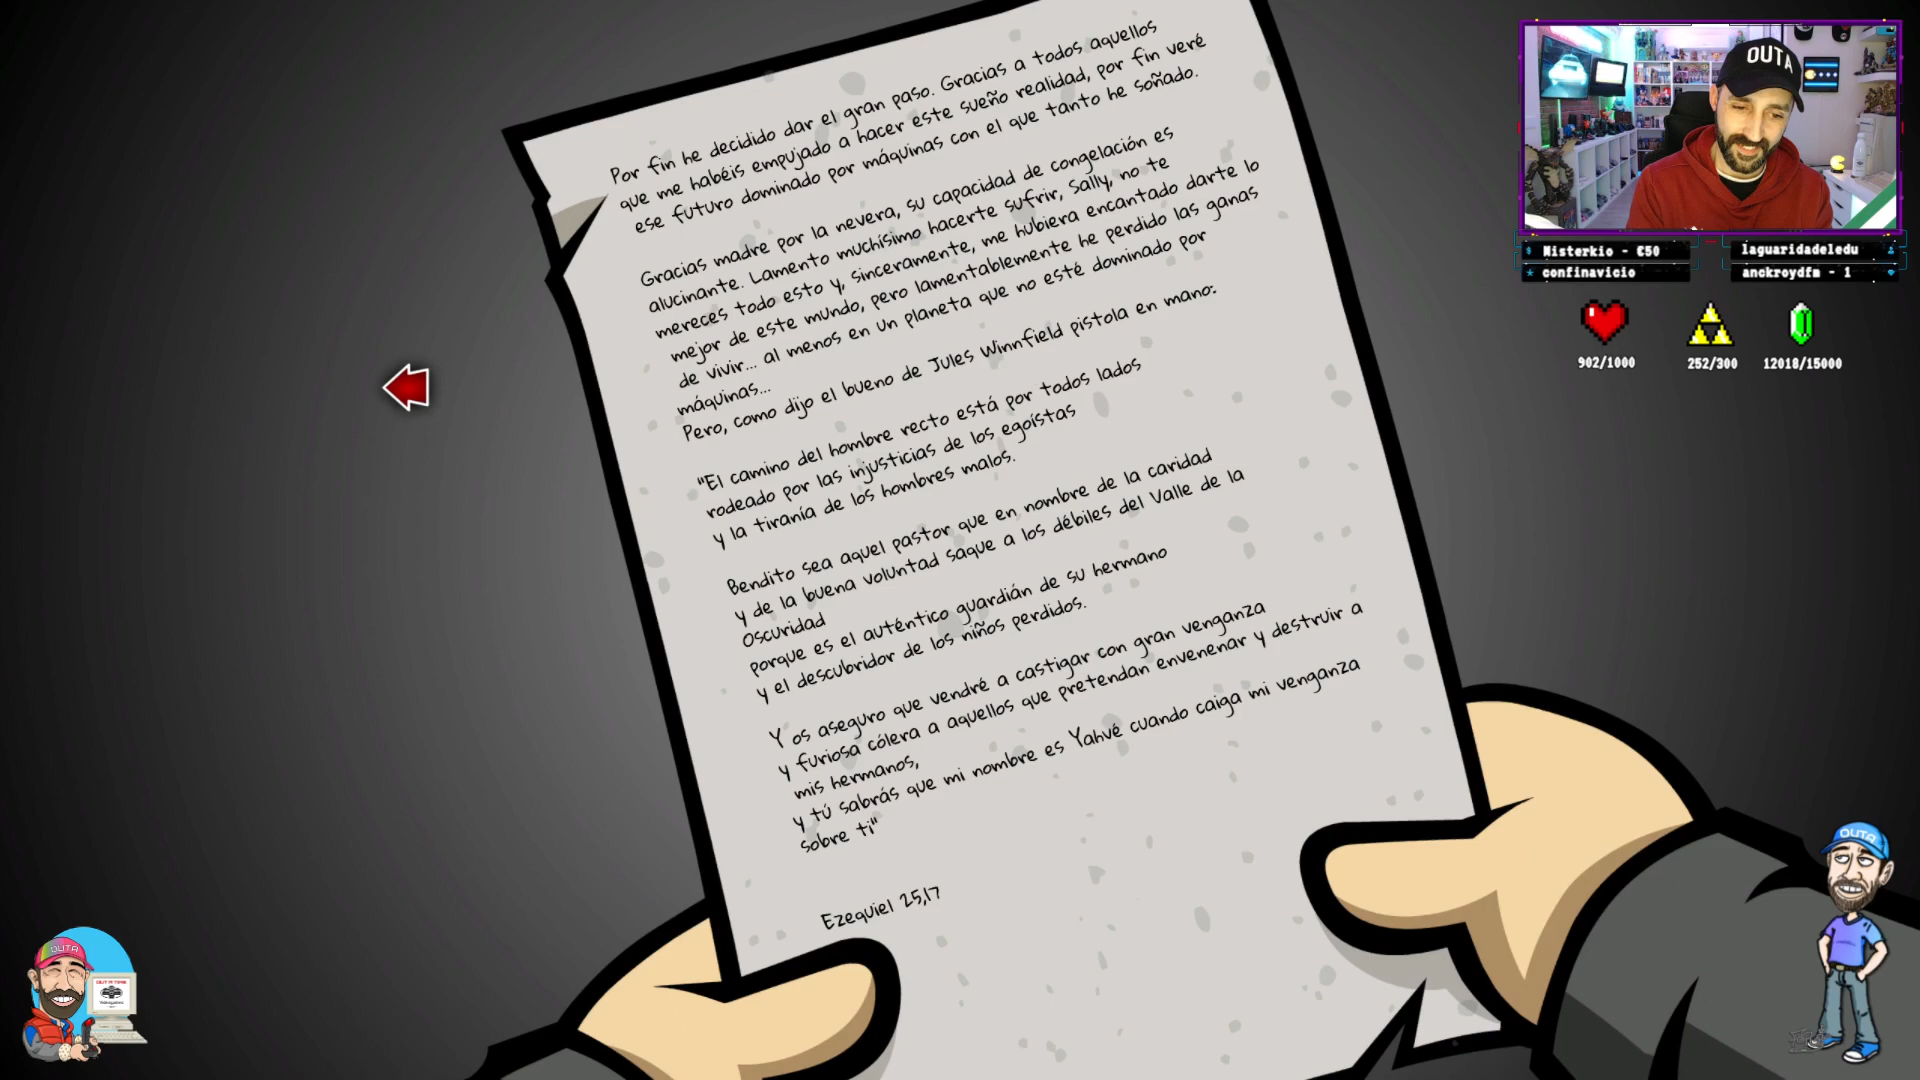 Por fin he decidido dar el gran paso. Gracias a todos aquellos
que me habéis empujado a hacer este sueño realidad, por fin veré
ese futuro dominado por máquinas con el que tanto he soñado.
Gracias madre por la nevera, su capacidad de congelación es
alucinante. Lamento muchísimo hacerte sufrir, Sally, no te
mereces todo esto y, sinceramente, me hubiera encantado darte lo
mejor de este mundo, pero lamentablemente he perdido las ganas
de vivir... al menos en un planeta que no esté dominado por
máquinas...
Pero, como dijo el bueno de Jules Winnfield pistola en mano:
"El camino del hombre recto está por todos lados
rodeado por las injusticias de los egoístas
y la tiranía de los hombres malos.
Bendito sea aquel pastor que en nombre de la caridad
y de la buena voluntad saque a los débiles del Valle de la
Oscuridad
porque es el auténtico guardián de su hermano
y el descubridor de los niños perdidos.
Y os aseguro que vendré a castigar con gran venganza
y furiosa cólera a aquellos que pretendan envenenar y destruir a
mis hermanos,
y tú sabrás que mi nombre es Yahvé cuando caiga mi venganza
sobre ti"
Ezequiel 25,17
OUTA
Misterkio - €50
laguaridadeledu
confinavicio
anckroydfm - 1
902/1000
252/300
12018/15000
OUTA
OUTA